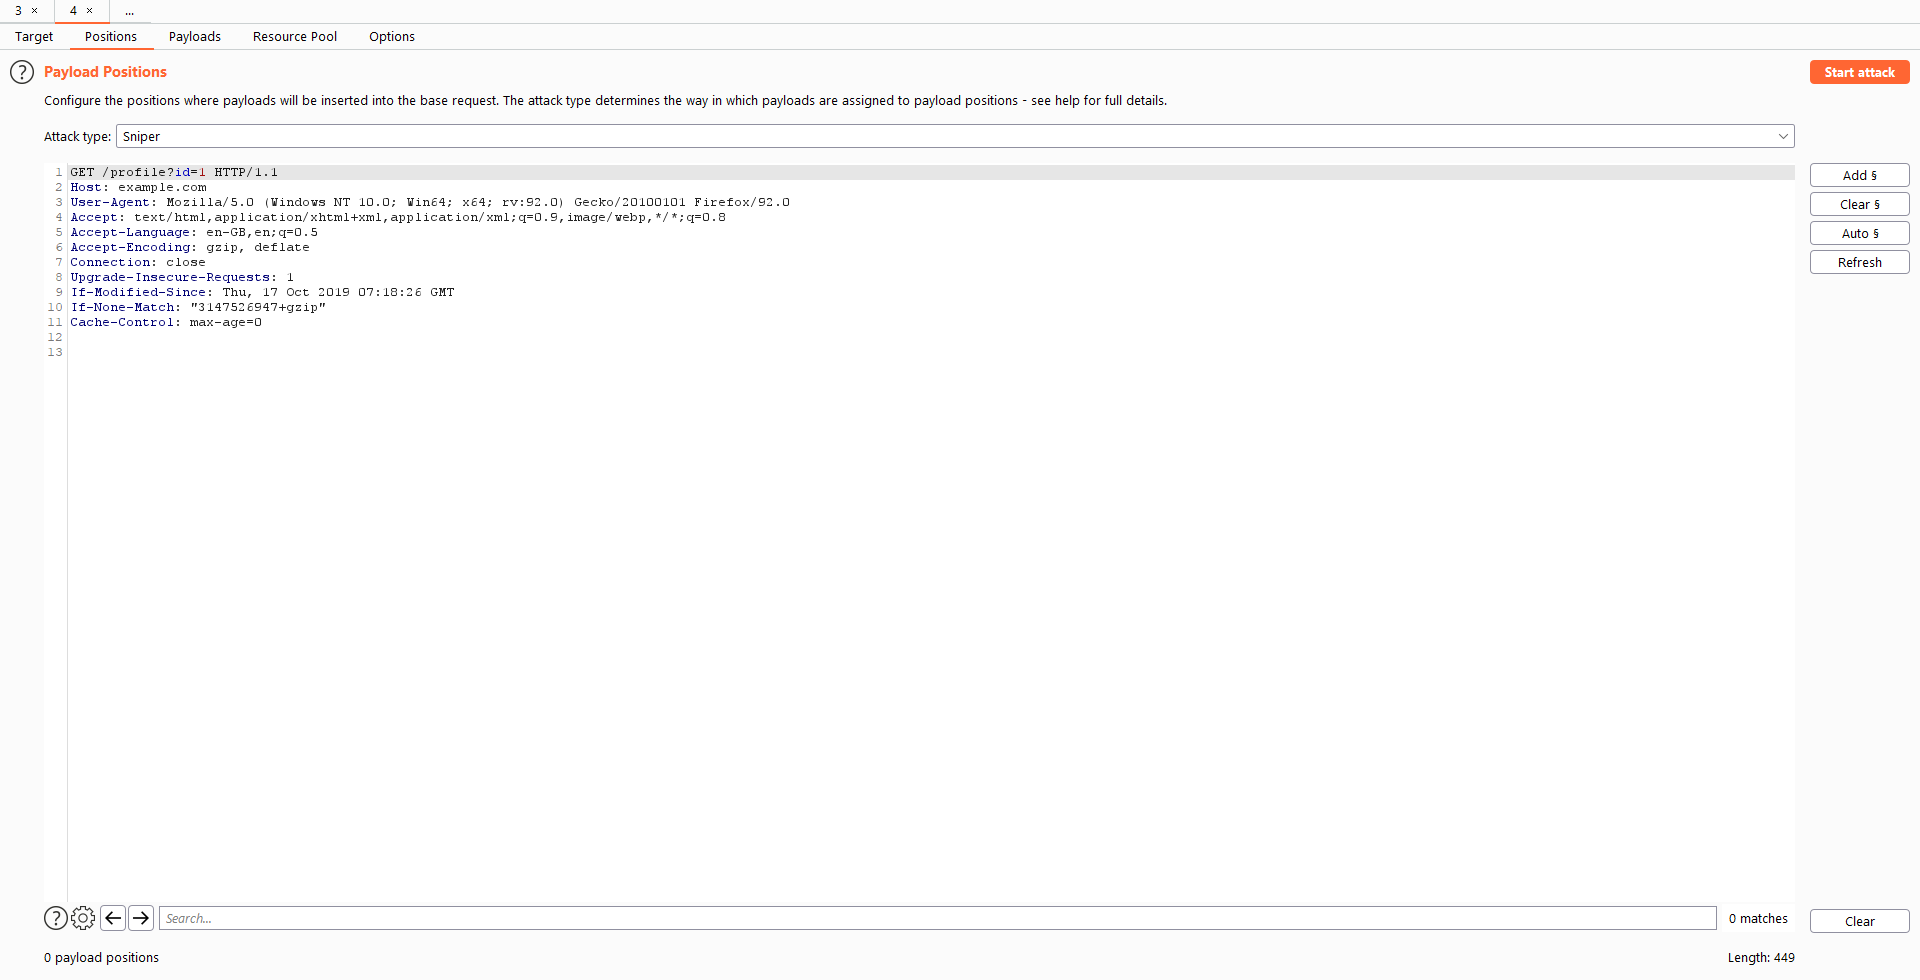 3 × 4 × ...
Target Positions Payloads Resource Pool Options
? Payload Positions Start attack
Configure the positions where payloads will be inserted into the base request. The attack type determines the way in which payloads are assigned to payload positions - see help for full details.
Attack type: Sniper
1 GET /profile?id=1 HTTP/1.1
2 Host: example.com
3 User-Agent: Mozilla/5.0 (Windows NT 10.0; Win64; x64; rv:92.0) Gecko/20100101 Firefox/92.0
4 Accept: text/html,application/xhtml+xml,application/xml;q=0.9,image/webp,*/*;q=0.8
5 Accept-Language: en-GB,en;q=0.5
6 Accept-Encoding: gzip, deflate
7 Connection: close
8 Upgrade-Insecure-Requests: 1
9 If-Modified-Since: Thu, 17 Oct 2019 07:18:26 GMT
10 If-None-Match: "3147526947+gzip"
11 Cache-Control: max-age=0
12
13
Add §
Clear §
Auto §
Refresh
? Search... 0 matches Clear
0 payload positions Length: 449